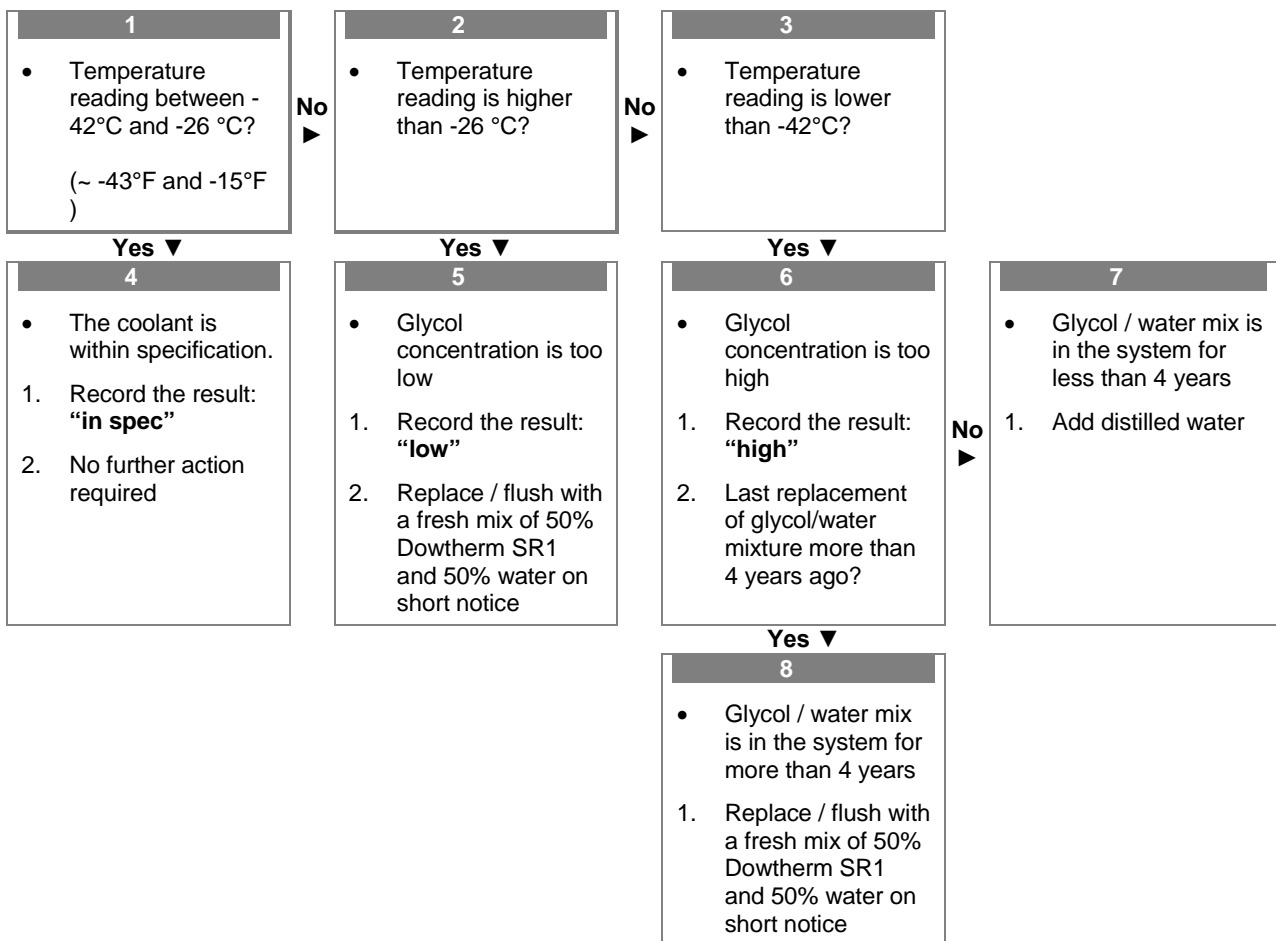 1
• Temperature
reading between -
42°C and -26 °C?
(~ -43°F and -15°F
)
No
►
2
• Temperature
reading is higher
than -26 °C?
No
►
3
• Temperature
reading is lower
than -42°C?
Yes ▼
Yes ▼
Yes ▼
4
• The coolant is
within specification.
1. Record the result:
“in spec”
2. No further action
required
5
• Glycol
concentration is too
low
1. Record the result:
“low”
2. Replace / flush with
a fresh mix of 50%
Dowtherm SR1
and 50% water on
short notice
6
• Glycol
concentration is too
high
1. Record the result:
“high”
2. Last replacement
of glycol/water
mixture more than
4 years ago?
No
►
7
• Glycol / water mix is
in the system for
less than 4 years
1. Add distilled water
Yes ▼
8
• Glycol / water mix
is in the system for
more than 4 years
1. Replace / flush with
a fresh mix of 50%
Dowtherm SR1
and 50% water on
short notice